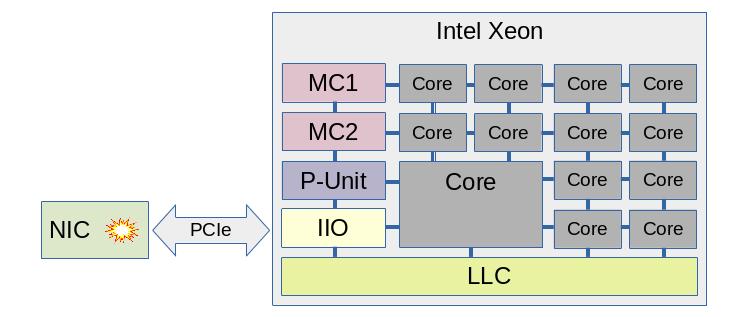 Intel Xeon
MC1 Core Core Core Core
MC2 Core Core Core Core
P-Unit Core Core Core
NIC PCIe IIO Core Core
LLC